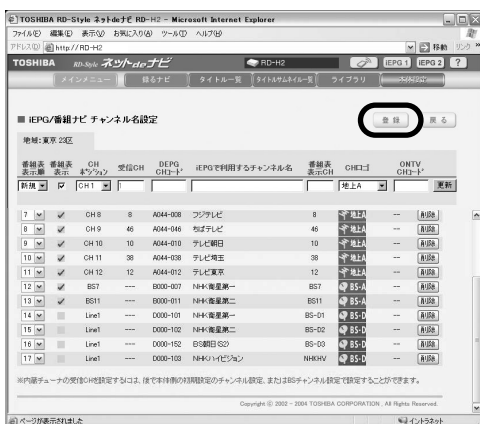 TOSHIBA RD-Style ネットdeナビ RD-H2 - Microsoft Internet Explorer
ファイル(F) 編集(E) 表示(V) お気に入り(A) ツール(T) ヘルプ(H)
アドレス(D) http://RD-H2 移動 リンク »
TOSHIBA RD-Style ネットdeナビ RD-H2 iEPG 1 iEPG 2 ?
メインメニュー 録るナビ タイトル一覧 タイトルサムネイル一覧 ライブラリ
■ iEPG/番組ナビ チャンネル名設定 登録 戻る
地域:東京 23区
番組表表示順 番組表表示 CHポジション 受信CH DEPG CHコード iEPGで利用するチャンネル名 番組表表示CH CHロゴ ONTV CHコード
新規 CH 1 1 地上A 更新
7 CH 8 8 A044-008 フジテレビ 8 地上A -- 削除
8 CH 9 46 A044-046 ちばテレビ 46 地上A -- 削除
9 CH 10 10 A044-010 テレビ朝日 10 地上A -- 削除
10 CH 11 38 A044-038 テレビ埼玉 38 地上A -- 削除
11 CH 12 12 A044-012 テレビ東京 12 地上A -- 削除
12 BS7 --- B000-007 NHK衛星第一 BS7 BS-A -- 削除
13 BS11 --- B000-011 NHK衛星第二 BS11 BS-A -- 削除
14 Line1 --- D000-101 NHK衛星第一 BS-D1 BS-D -- 削除
15 Line1 --- D000-102 NHK衛星第二 BS-D2 BS-D -- 削除
16 Line1 --- D000-152 BS朝日(S2) BS-D3 BS-D -- 削除
17 Line1 --- D000-103 NHKハイビジョン NHKHV BS-D -- 削除
※内蔵チューナの受信CHを設定するには、後で本体側の初期設定のチャンネル設定、またはBSチャンネル設定で設定することができます。
Copyright © 2002 - 2004 TOSHIBA CORPORATION, All Rights Reserved.
ページが表示されました イントラネット